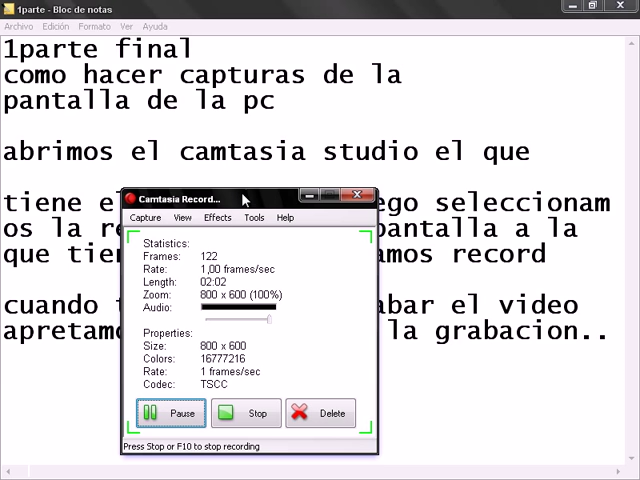 1parte - Bloc de notas
Archivo Edición Formato Ver Ayuda
1parte final
como hacer capturas de la
pantalla de la pc
abrimos el camtasia studio el que
tiene el ego seleccionam
os la re pantalla a la
que tien amos record
cuando t abar el video
apretamo la grabacion..
Camtasia Record...
Capture View Effects Tools Help
Statistics:
Frames: 122
Rate: 1,00 frames/sec
Length: 02:02
Zoom: 800 x 600 (100%)
Audio:
Properties:
Size: 800 x 600
Colors: 16777216
Rate: 1 frames/sec
Codec: TSCC
Pause Stop Delete
Press Stop or F10 to stop recording